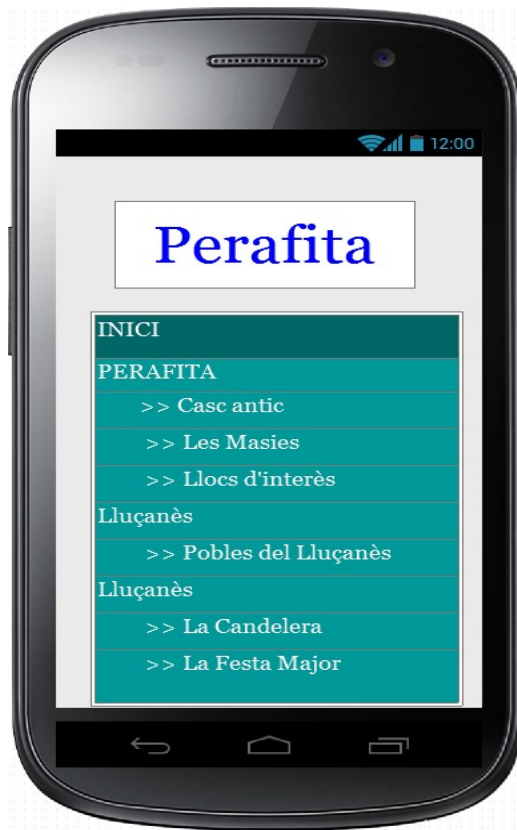 12:00
Perafita
INICI
PERAFITA
>> Casc antic
>> Les Masies
>> Llocs d'interès
Lluçanès
>> Pobles del Lluçanès
Lluçanès
>> La Candelera
>> La Festa Major